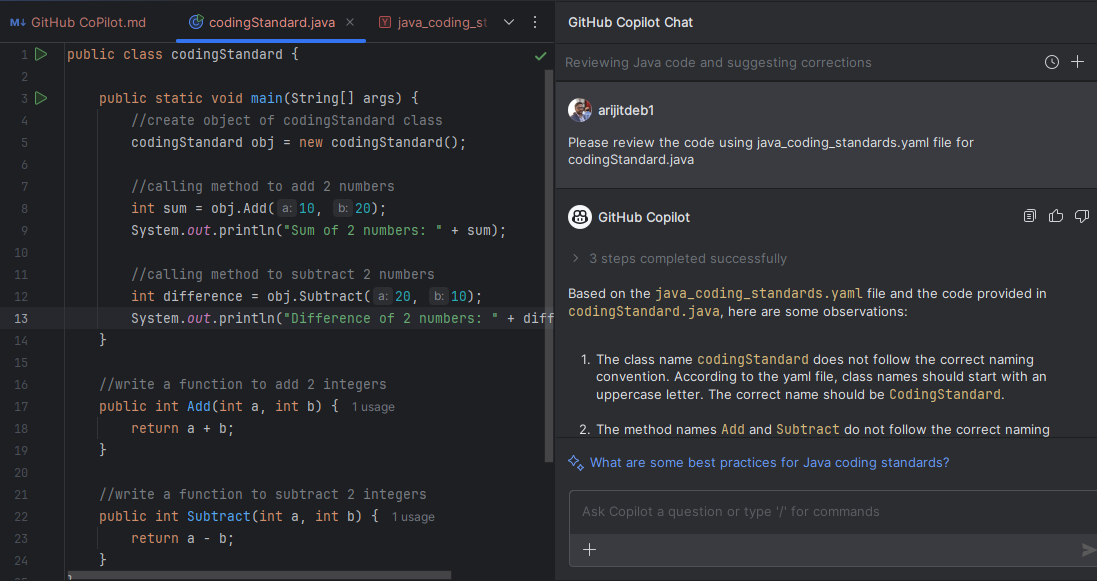 GitHub CoPilot.md
codingStandard.java
java_coding_st
1 public class codingStandard {
2
3 public static void main(String[] args) {
4 //create object of codingStandard class
5 codingStandard obj = new codingStandard();
6
7 //calling method to add 2 numbers
8 int sum = obj.Add( a: 10, b: 20);
9 System.out.println("Sum of 2 numbers: " + sum);
10
11 //calling method to subtract 2 numbers
12 int difference = obj.Subtract( a: 20, b: 10);
13 System.out.println("Difference of 2 numbers: " + diff
14 }
15
16 //write a function to add 2 integers
17 public int Add(int a, int b) { 1 usage
18 return a + b;
19 }
20
21 //write a function to subtract 2 integers
22 public int Subtract(int a, int b) { 1 usage
23 return a - b;
24 }
25 }
GitHub Copilot Chat
Reviewing Java code and suggesting corrections
arijitdeb1
Please review the code using java_coding_standards.yaml file for
codingStandard.java
GitHub Copilot
3 steps completed successfully
Based on the java_coding_standards.yaml file and the code provided in
codingStandard.java, here are some observations:
1. The class name codingStandard does not follow the correct naming
convention. According to the yaml file, class names should start with an
uppercase letter. The correct name should be CodingStandard.
2. The method names Add and Subtract do not follow the correct naming
What are some best practices for Java coding standards?
Ask Copilot a question or type '/' for commands